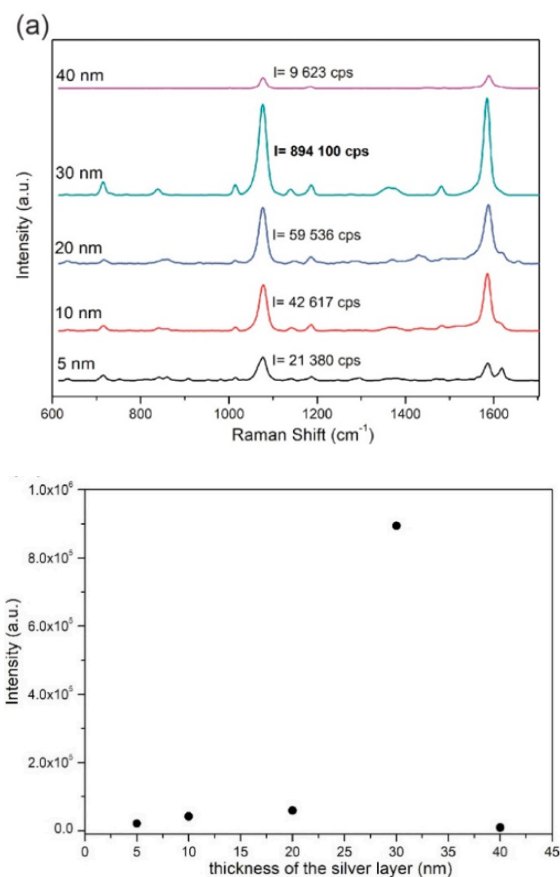 (a)
40 nm
I= 9 623 cps
30 nm
I= 894 100 cps
20 nm
I= 59 536 cps
10 nm
I= 42 617 cps
5 nm
I= 21 380 cps
Intensity (a.u.)
600 800 1000 1200 1400 1600
Raman Shift (cm⁻¹)
1.0x10⁶
8.0x10⁵
6.0x10⁵
4.0x10⁵
2.0x10⁵
0.0
Intensity (a.u.)
0 5 10 15 20 25 30 35 40 45
thickness of the silver layer (nm)